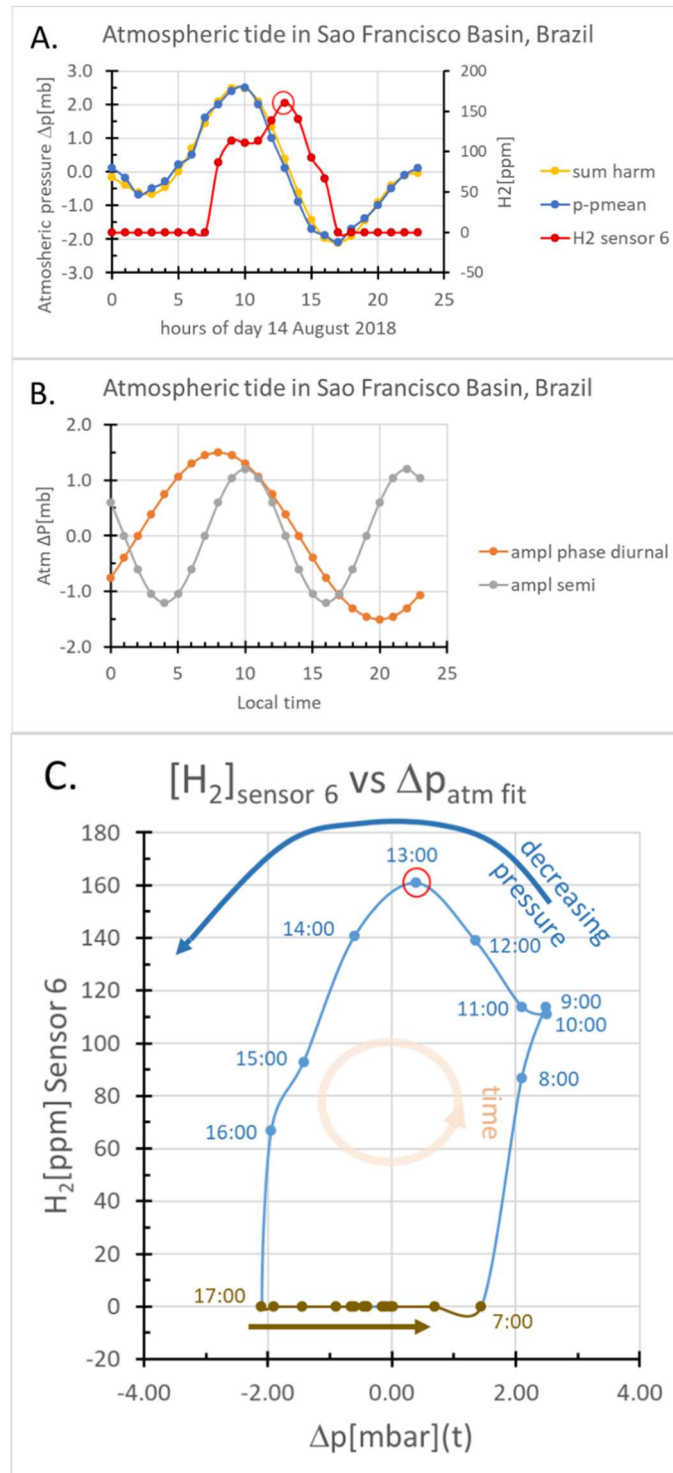 A.
Atmospheric tide in Sao Francisco Basin, Brazil
Atmosheric pressure Δp[mb]
3.0
2.0
1.0
0.0
-1.0
-2.0
-3.0
200
150
100
50
0
-50
H2[ppm]
sum harm
p-pmean
H2 sensor 6
0 5 10 15 20 25
hours of day 14 August 2018
B.
Atmospheric tide in Sao Francisco Basin, Brazil
Atm ΔP[mb]
2.0
1.0
0.0
-1.0
-2.0
ampl phase diurnal
ampl semi
0 5 10 15 20 25
Local time
C.
[H2]sensor 6 vs Δpatm fit
H2[ppm] Sensor 6
180
160
140
120
100
80
60
40
20
0
-20
decreasing
pressure
13:00
14:00
12:00
11:00
9:00
10:00
15:00
8:00
time
16:00
17:00
7:00
-4.00 -2.00 0.00 2.00 4.00
Δp[mbar](t)